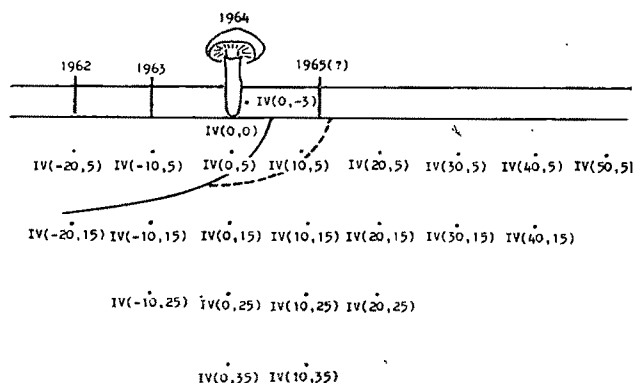 1964
1962 1963 1965(?)
IV(0,-3)
IV(0,0)
IV(-20,5) IV(-10,5) IV(0,5) IV(10,5) IV(20,5) IV(30,5) IV(40,5) IV(50,5)
IV(-20,15) IV(-10,15) IV(0,15) IV(10,15) IV(20,15) IV(30,15) IV(40,15)
IV(-10,25) IV(0,25) IV(10,25) IV(20,25)
IV(0,35) IV(10,35)